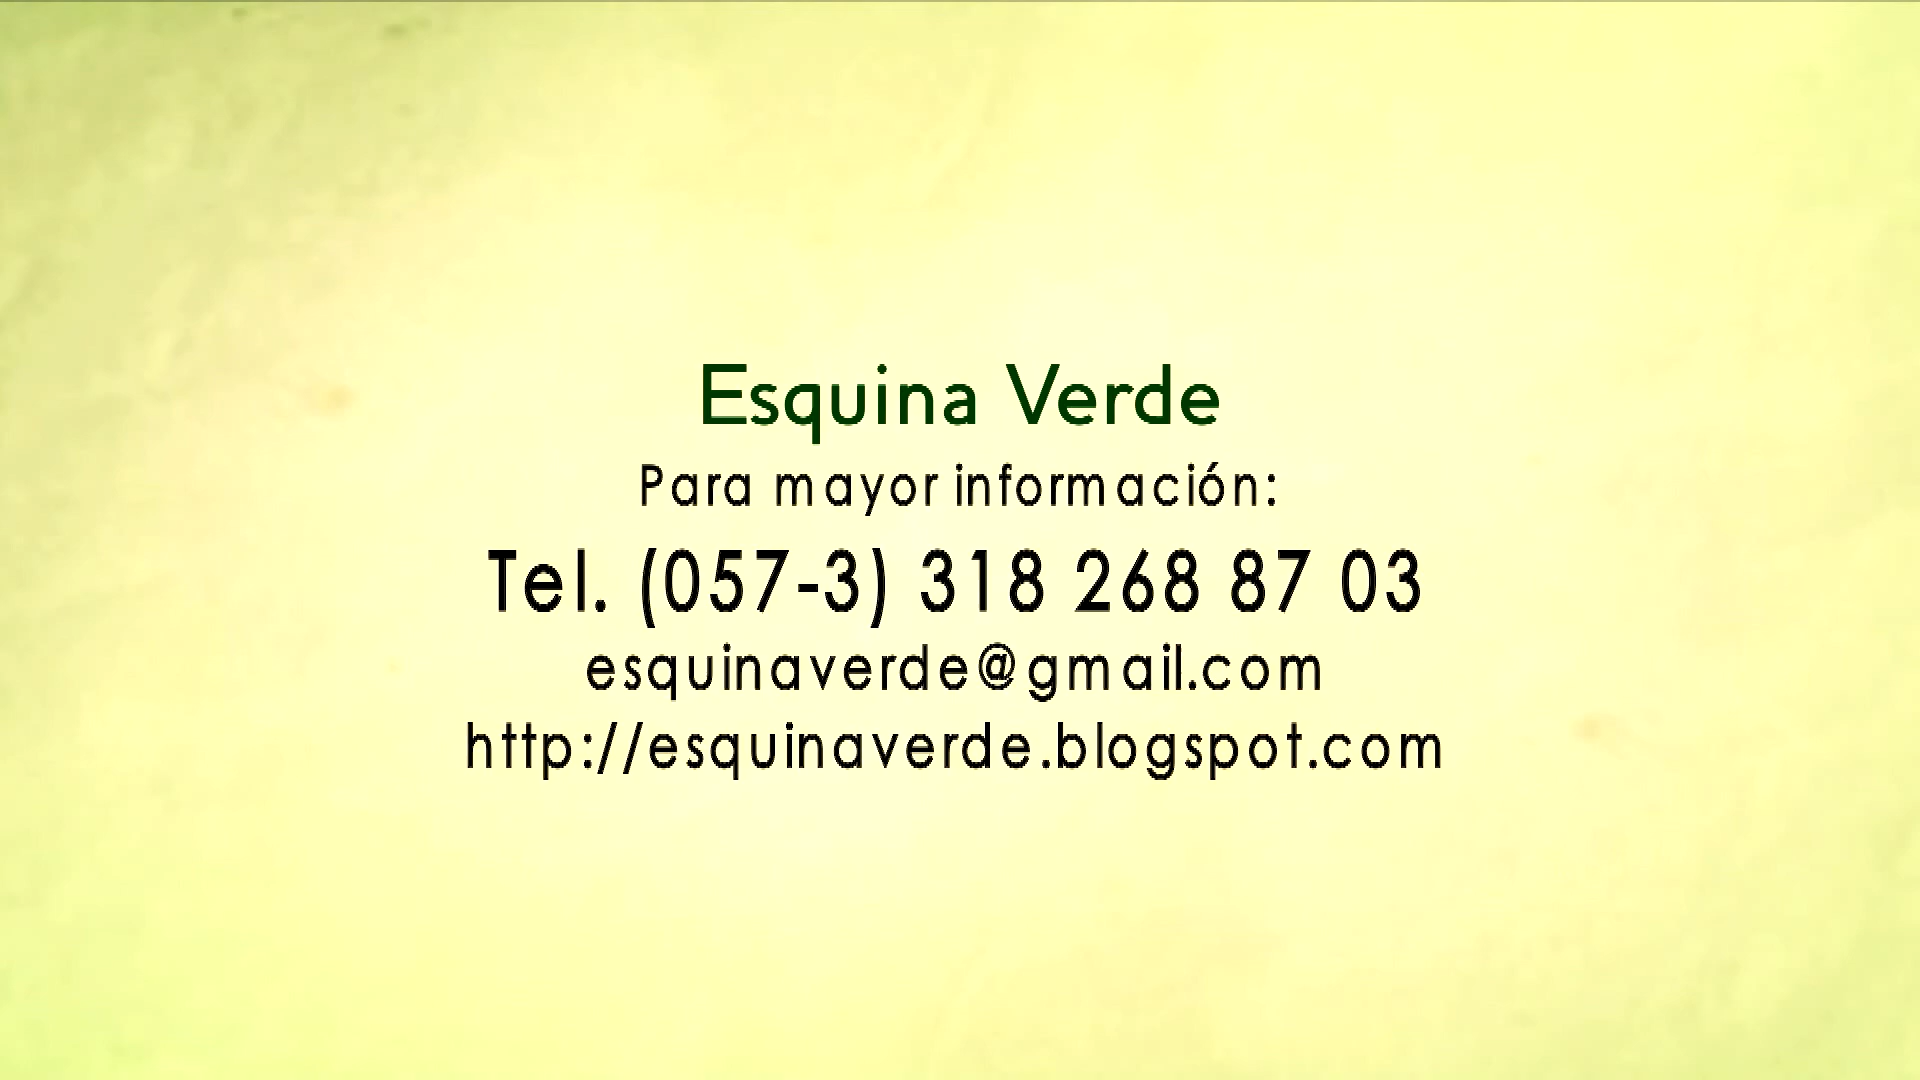 Esquina Verde
Para mayor información:
Tel. (057-3) 318 268 87 03
esquinaverde@gmail.com
http://esquinaverde.blogspot.com